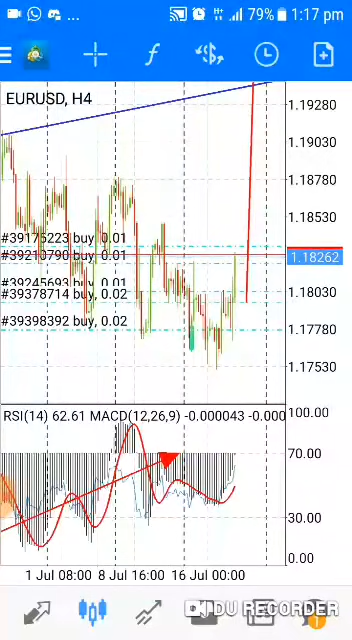 79% 1:17 pm
EURUSD, H4
1.19280
1.19030
1.18780
1.18530
#39175223 buy, 0.01
#39210790 buy, 0.01
1.18262
#39245693 buy, 0.01
#39378714 buy, 0.02
1.18030
#39398392 buy, 0.02
1.17780
1.17530
RSI(14) 62.61 MACD(12,26,9) -0.000043 -0.000
100.00
70.00
30.00
0.00
1 Jul 08:00 8 Jul 16:00 16 Jul 00:00
DU RECORDER